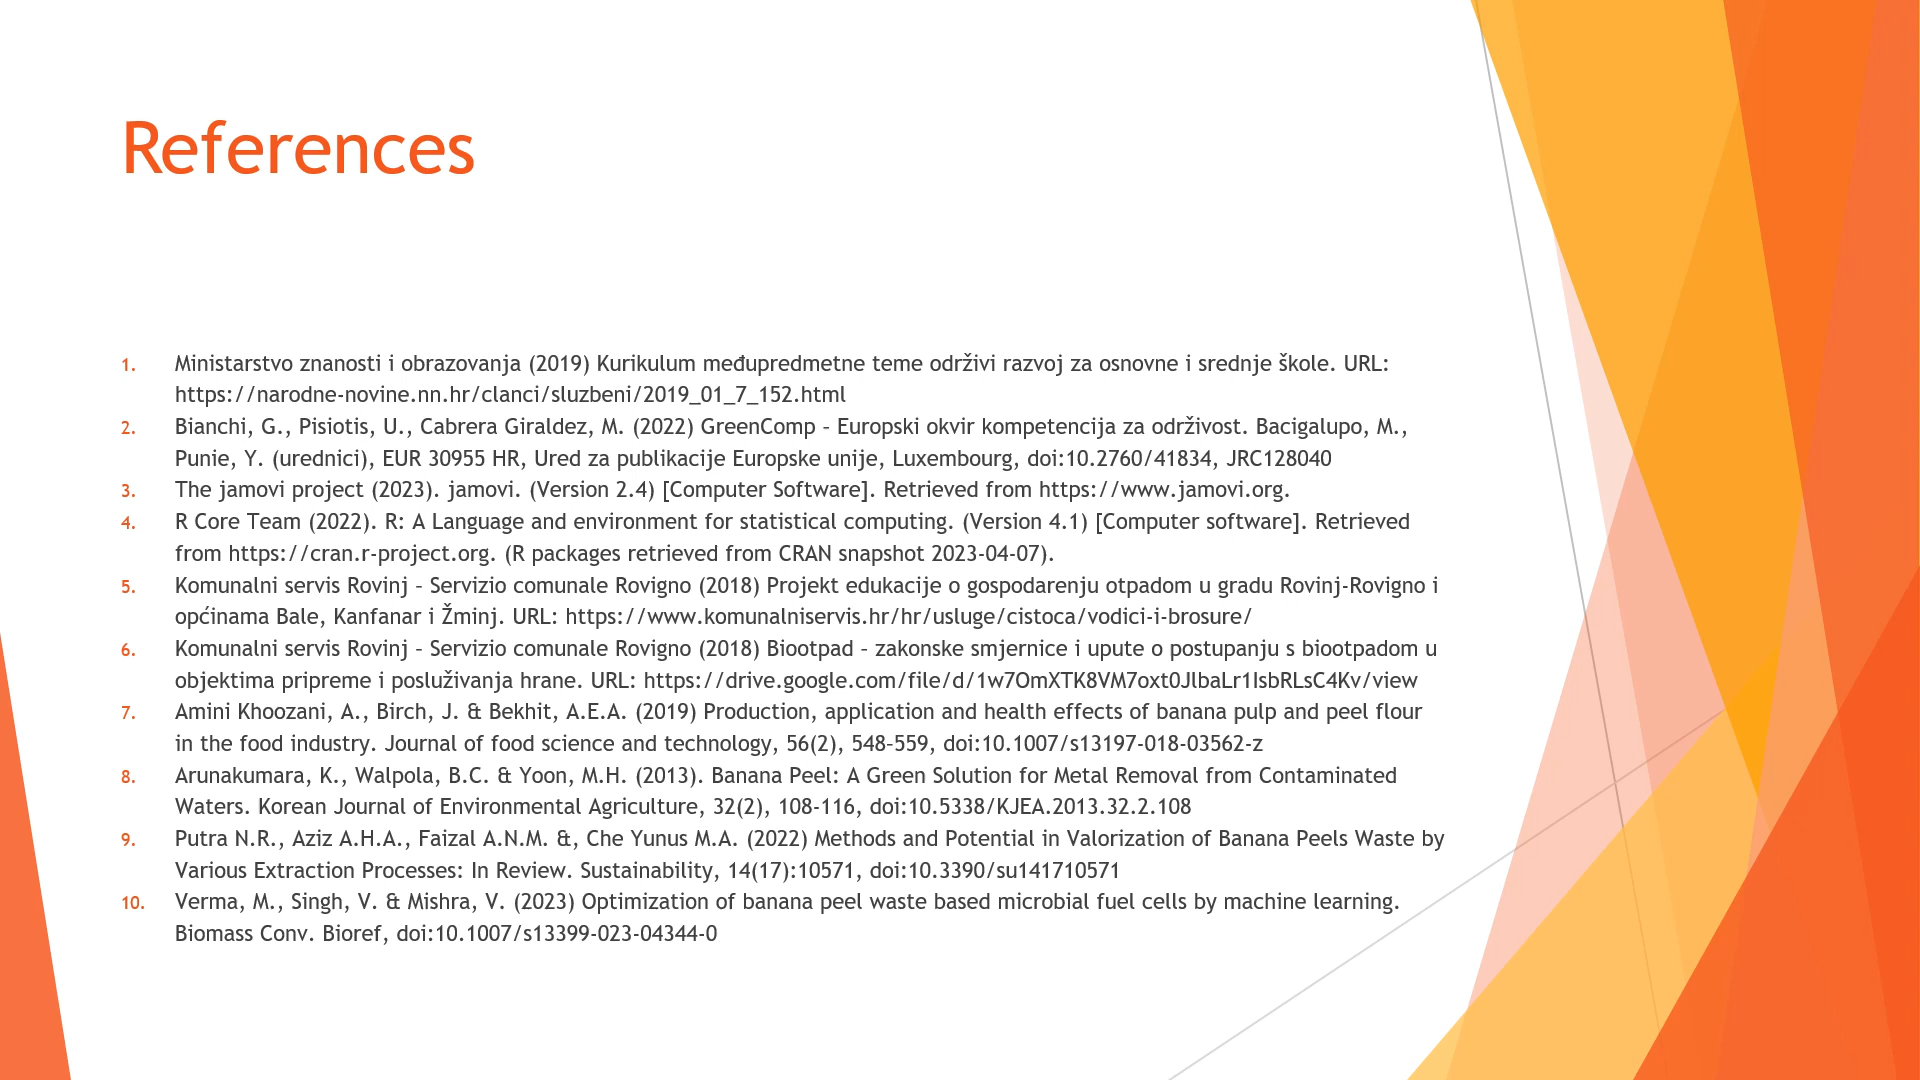 References
1. Ministarstvo znanosti i obrazovanja (2019) Kurikulum međupredmetne teme održivi razvoj za osnovne i srednje škole. URL:
https://narodne-novine.nn.hr/clanci/sluzbeni/2019_01_7_152.html
2. Bianchi, G., Pisiotis, U., Cabrera Giraldez, M. (2022) GreenComp – Europski okvir kompetencija za održivost. Bacigalupo, M.,
Punie, Y. (urednici), EUR 30955 HR, Ured za publikacije Europske unije, Luxembourg, doi:10.2760/41834, JRC128040
3. The jamovi project (2023). jamovi. (Version 2.4) [Computer Software]. Retrieved from https://www.jamovi.org.
4. R Core Team (2022). R: A Language and environment for statistical computing. (Version 4.1) [Computer software]. Retrieved
from https://cran.r-project.org. (R packages retrieved from CRAN snapshot 2023-04-07).
5. Komunalni servis Rovinj – Servizio comunale Rovigno (2018) Projekt edukacije o gospodarenju otpadom u gradu Rovinj-Rovigno i
općinama Bale, Kanfanar i Žminj. URL: https://www.komunalniservis.hr/hr/usluge/cistoca/vodici-i-brosure/
6. Komunalni servis Rovinj – Servizio comunale Rovigno (2018) Biootpad – zakonske smjernice i upute o postupanju s biootpadom u
objektima pripreme i posluživanja hrane. URL: https://drive.google.com/file/d/1w7OmXTK8VM7oxt0JlbaLr1IsbRLsC4Kv/view
7. Amini Khoozani, A., Birch, J. & Bekhit, A.E.A. (2019) Production, application and health effects of banana pulp and peel flour
in the food industry. Journal of food science and technology, 56(2), 548–559, doi:10.1007/s13197-018-03562-z
8. Arunakumara, K., Walpola, B.C. & Yoon, M.H. (2013). Banana Peel: A Green Solution for Metal Removal from Contaminated
Waters. Korean Journal of Environmental Agriculture, 32(2), 108-116, doi:10.5338/KJEA.2013.32.2.108
9. Putra N.R., Aziz A.H.A., Faizal A.N.M. &, Che Yunus M.A. (2022) Methods and Potential in Valorization of Banana Peels Waste by
Various Extraction Processes: In Review. Sustainability, 14(17):10571, doi:10.3390/su141710571
10. Verma, M., Singh, V. & Mishra, V. (2023) Optimization of banana peel waste based microbial fuel cells by machine learning.
Biomass Conv. Bioref, doi:10.1007/s13399-023-04344-0